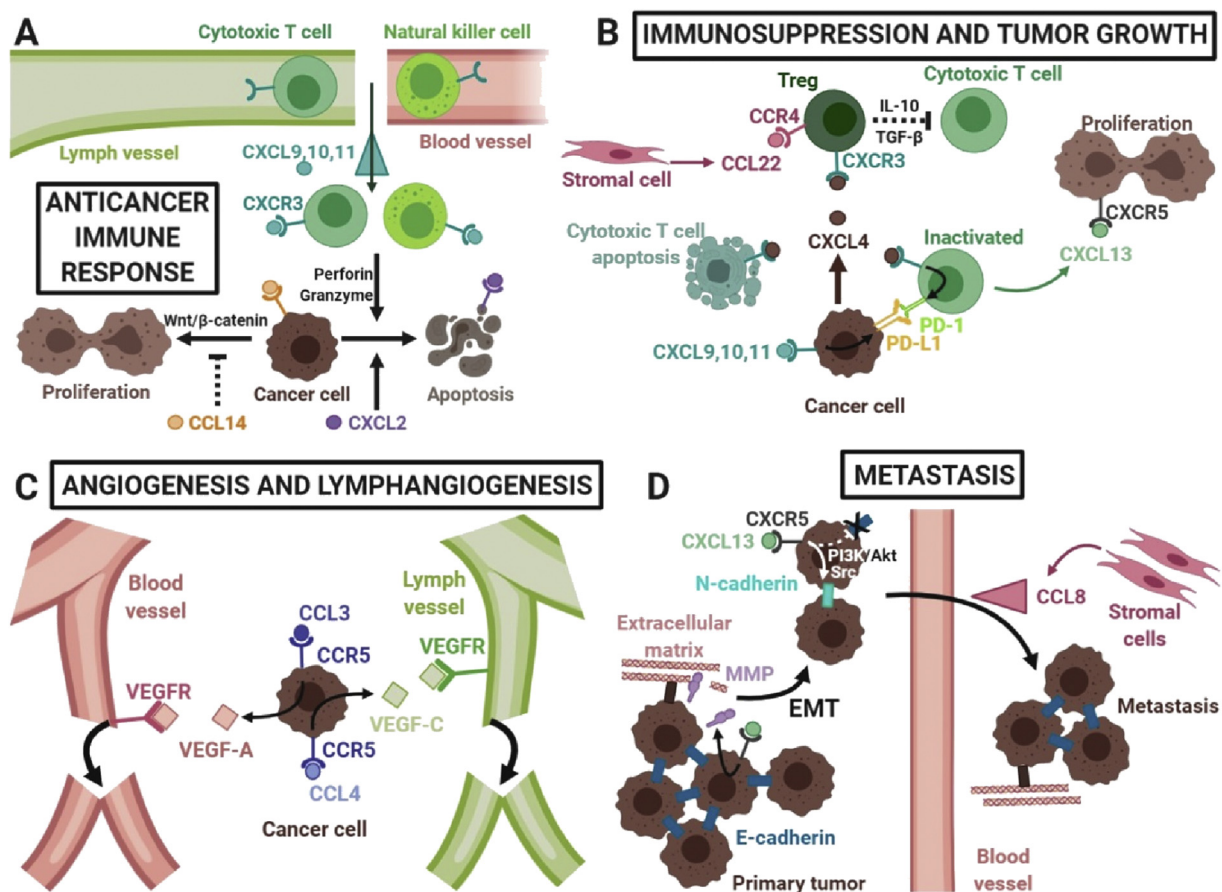 A
Cytotoxic T cell
Natural killer cell
Lymph vessel
Blood vessel
CXCL9,10,11
CXCR3
ANTICANCER
IMMUNE
RESPONSE
Perforin
Granzyme
Wnt/β-catenin
Proliferation
Cancer cell
Apoptosis
CCL14
CXCL2
B
IMMUNOSUPPRESSION AND TUMOR GROWTH
Treg
Cytotoxic T cell
CCR4
IL-10
TGF-β
Proliferation
Stromal cell
CCL22
CXCR3
CXCR5
Cytotoxic T cell
apoptosis
CXCL4
Inactivated
CXCL13
PD-1
PD-L1
CXCL9,10,11
Cancer cell
C
ANGIOGENESIS AND LYMPHANGIOGENESIS
Blood
vessel
Lymph
vessel
CCL3
CCR5
VEGFR
VEGFR
VEGF-A
VEGF-C
CCR5
CCL4
Cancer cell
D
METASTASIS
CXCR5
CXCL13
PI3K/Akt
Src
N-cadherin
CCL8
Stromal
cells
Extracellular
matrix
MMP
EMT
Metastasis
E-cadherin
Primary tumor
Blood
vessel